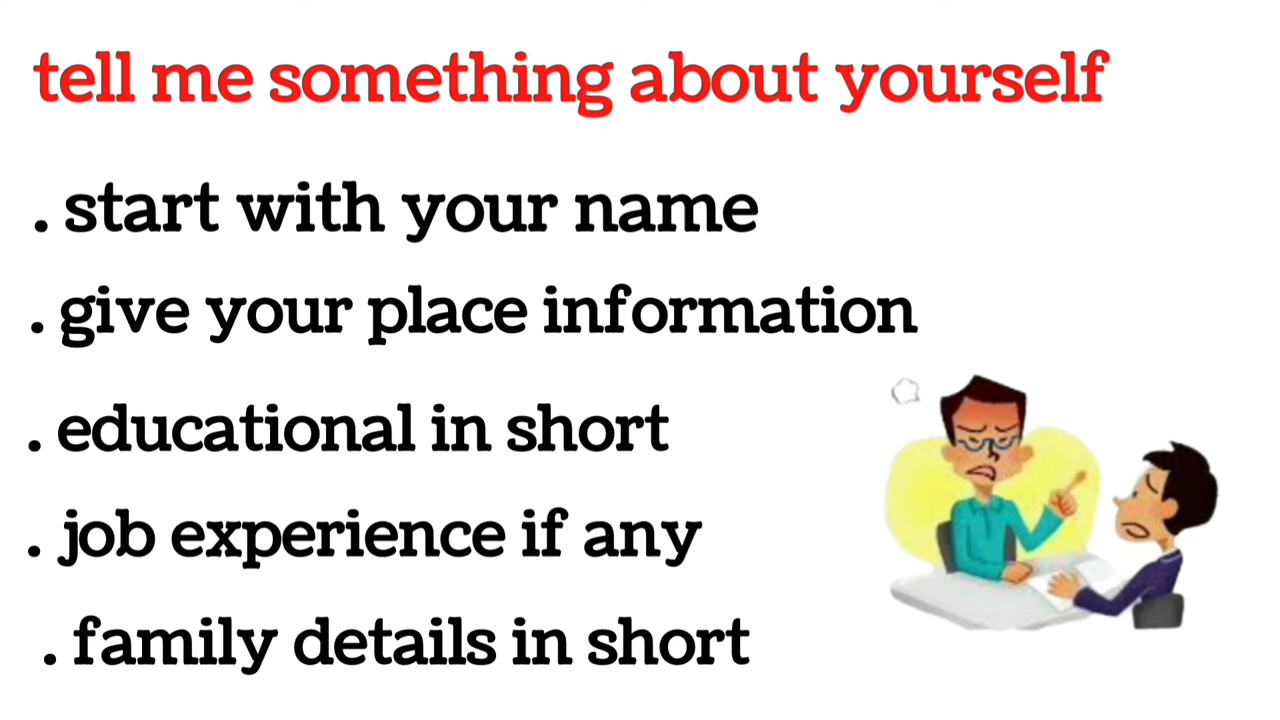 tell me something about yourself
. start with your name
. give your place information
. educational in short
. job experience if any
. family details in short